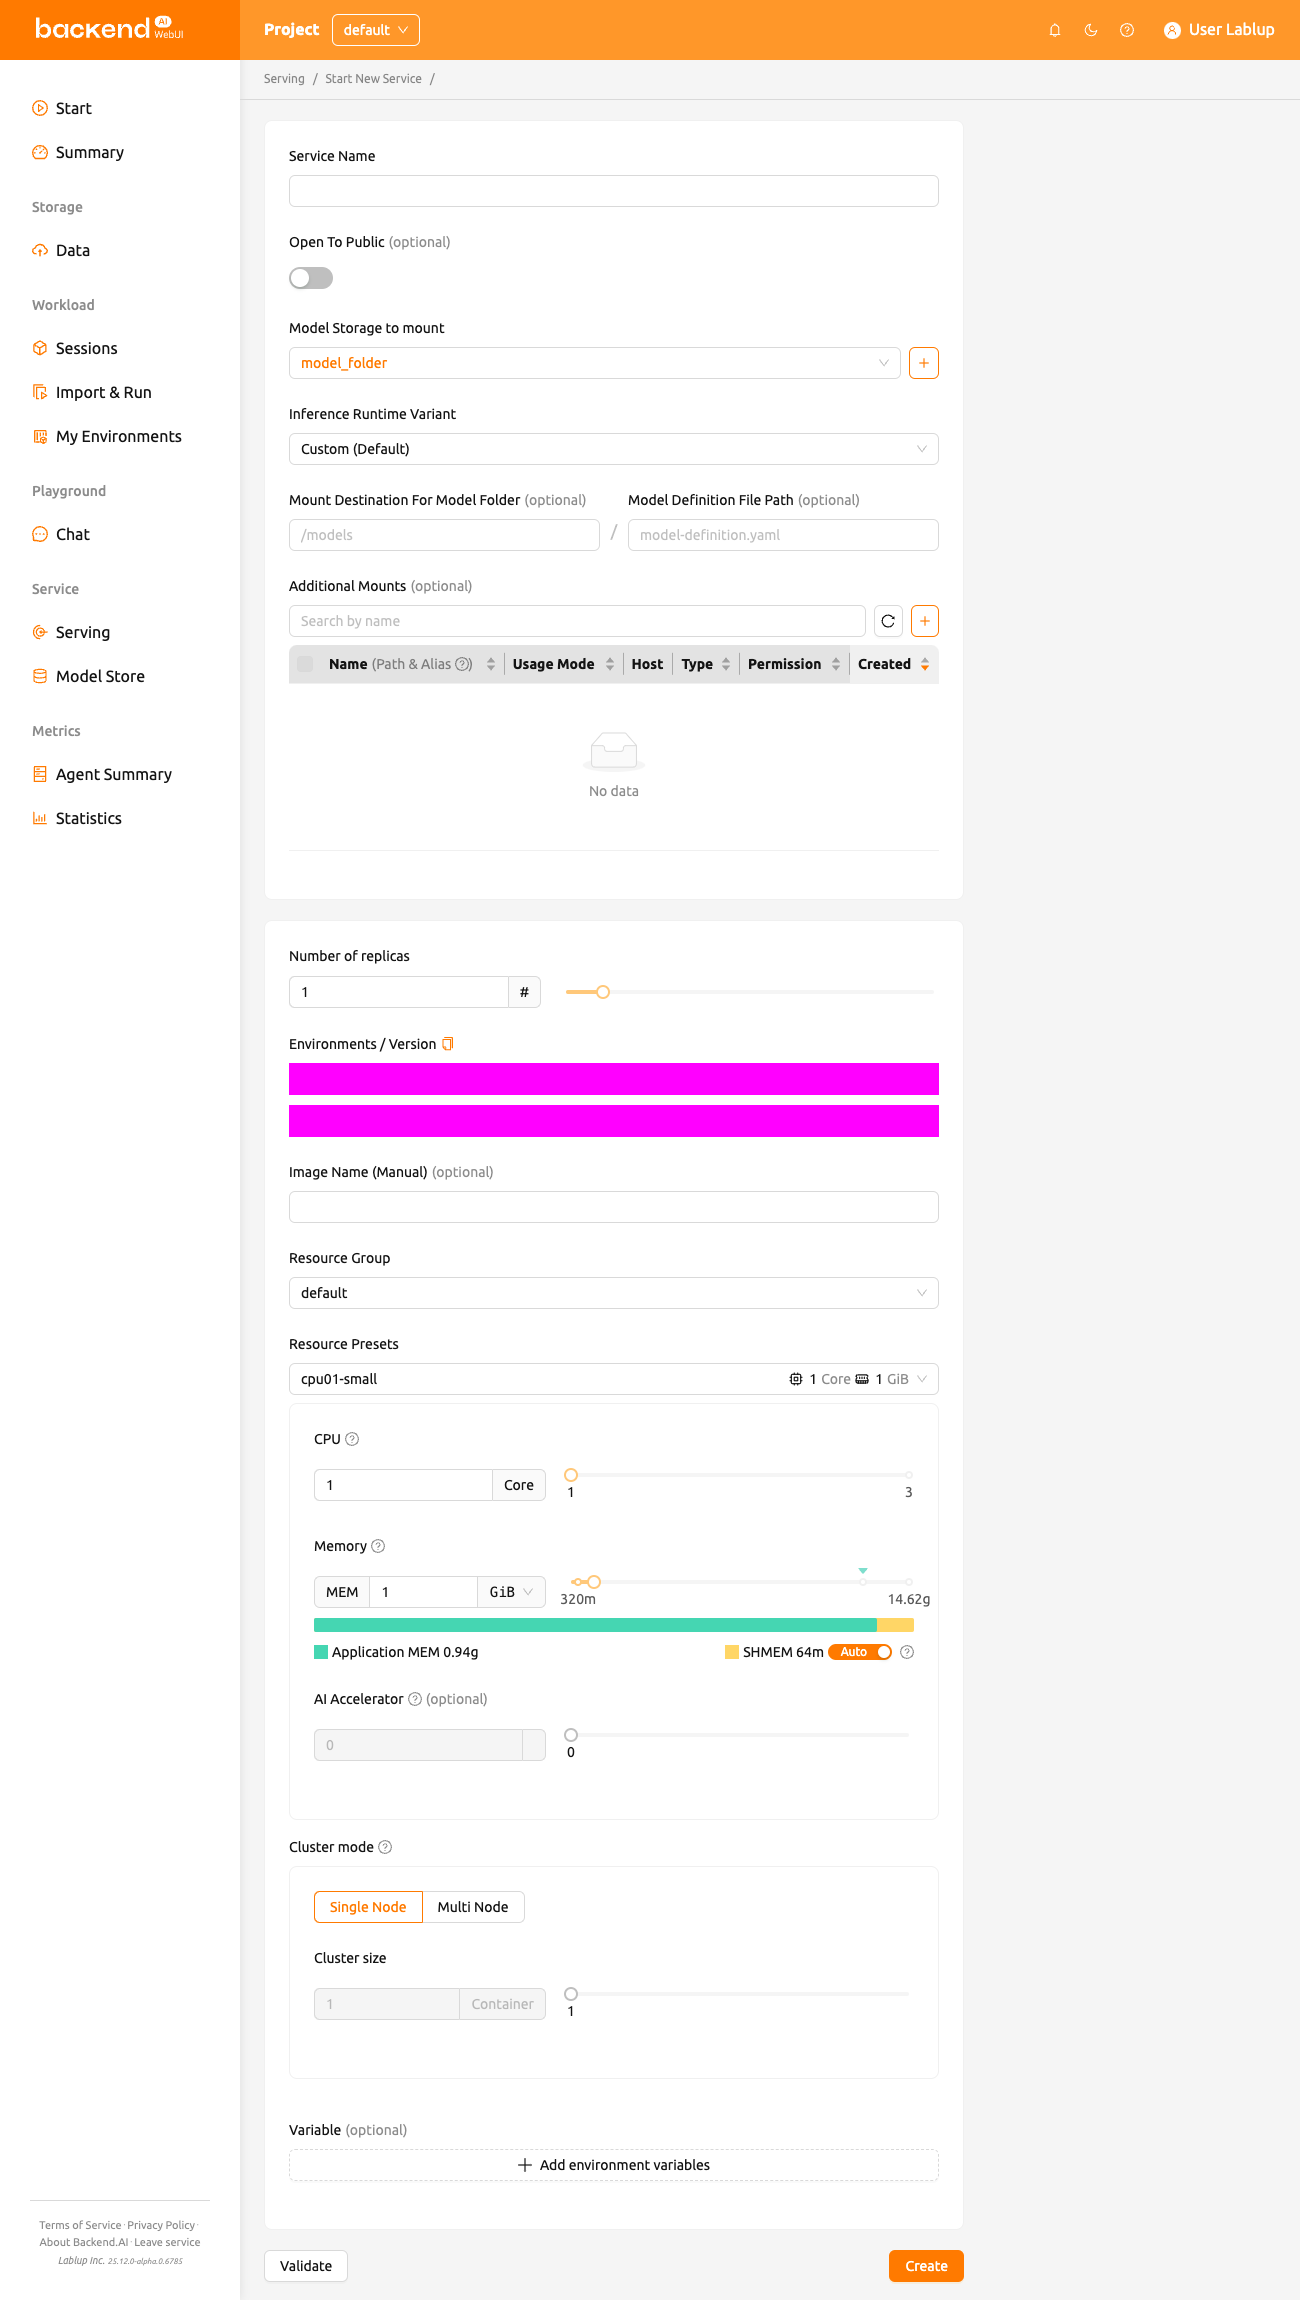 backend AI WebUI
Project default
User Lablup
Serving / Start New Service /
Start
Summary
Storage
Data
Workload
Sessions
Import & Run
My Environments
Playground
Chat
Service
Serving
Model Store
Metrics
Agent Summary
Statistics
Terms of Service · Privacy Policy ·
About Backend.AI · Leave service
Lablup Inc. 25.12.0-alpha.0.6785
Service Name
Open To Public (optional)
Model Storage to mount
model_folder
+
Inference Runtime Variant
Custom (Default)
Mount Destination For Model Folder (optional) Model Definition File Path (optional)
/models / model-definition.yaml
Additional Mounts (optional)
Search by name
+
Name (Path & Alias ?) Usage Mode Host Type Permission Created
No data
Number of replicas
1 #
Environments / Version
Image Name (Manual) (optional)
Resource Group
default
Resource Presets
cpu01-small 1 Core 1 GiB
CPU ?
1 Core
1 3
Memory ?
MEM 1 GiB
320m 14.62g
Application MEM 0.94g SHMEM 64m Auto ?
AI Accelerator ? (optional)
0
0
Cluster mode ?
Single Node Multi Node
Cluster size
1 Container
1
Variable (optional)
+ Add environment variables
Validate Create